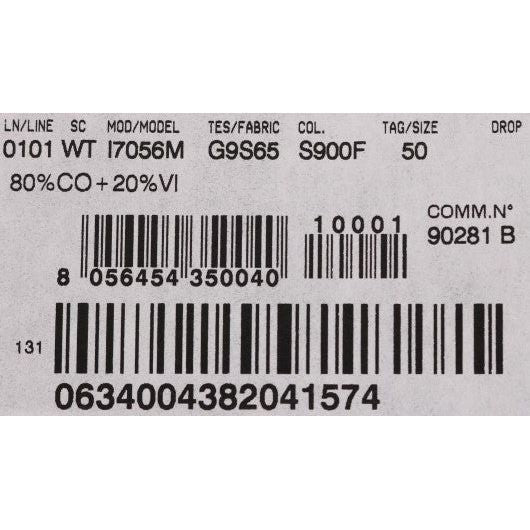 LN/LINE SC MOD/MODEL TES/FABRIC COL. TAG/SIZE DROP
0101 WT I7056M G9S65 S900F 50
80%CO+20%VI
10001
COMM.N°
90281 B
8 056454 350040
131
0634004382041574